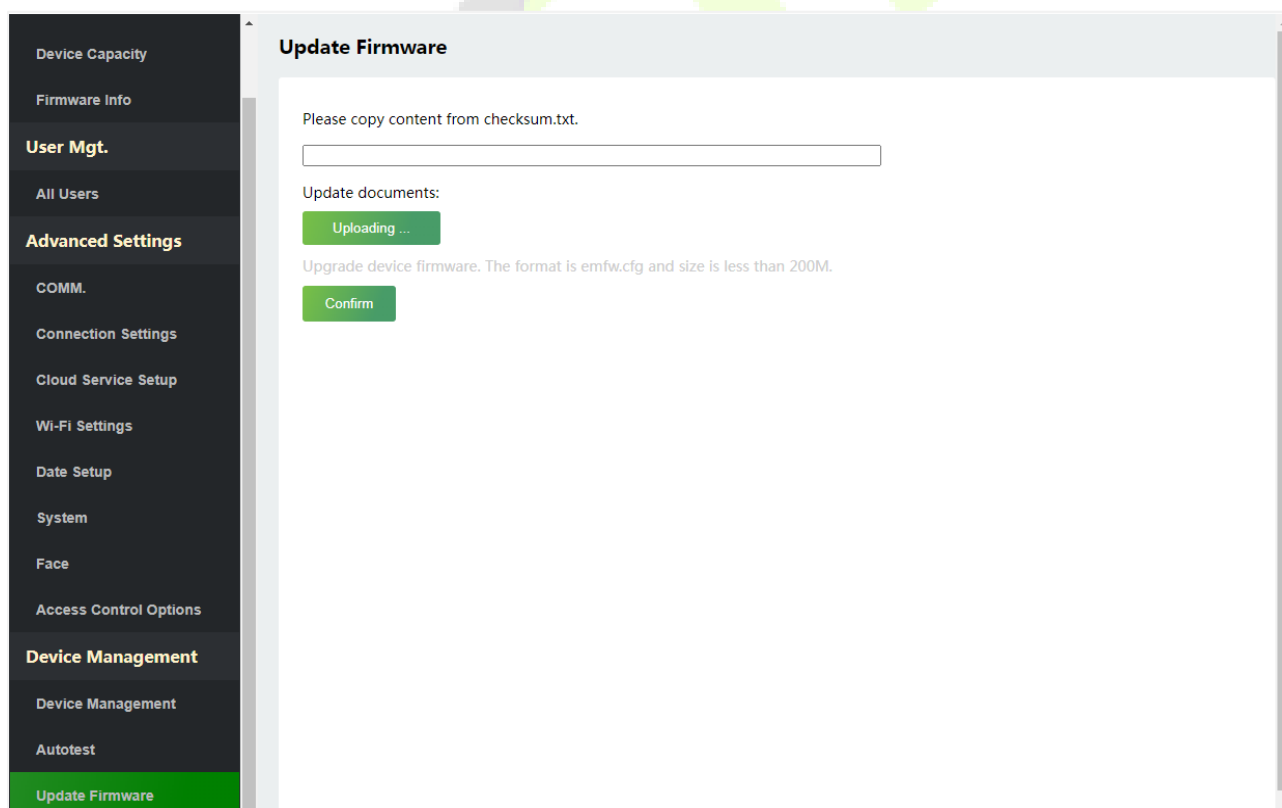 Device Capacity
Firmware Info
User Mgt.
All Users
Advanced Settings
COMM.
Connection Settings
Cloud Service Setup
Wi-Fi Settings
Date Setup
System
Face
Access Control Options
Device Management
Device Management
Autotest
Update Firmware
Update Firmware
Please copy content from checksum.txt.
Update documents:
Uploading ...
Upgrade device firmware. The format is emfw.cfg and size is less than 200M.
Confirm